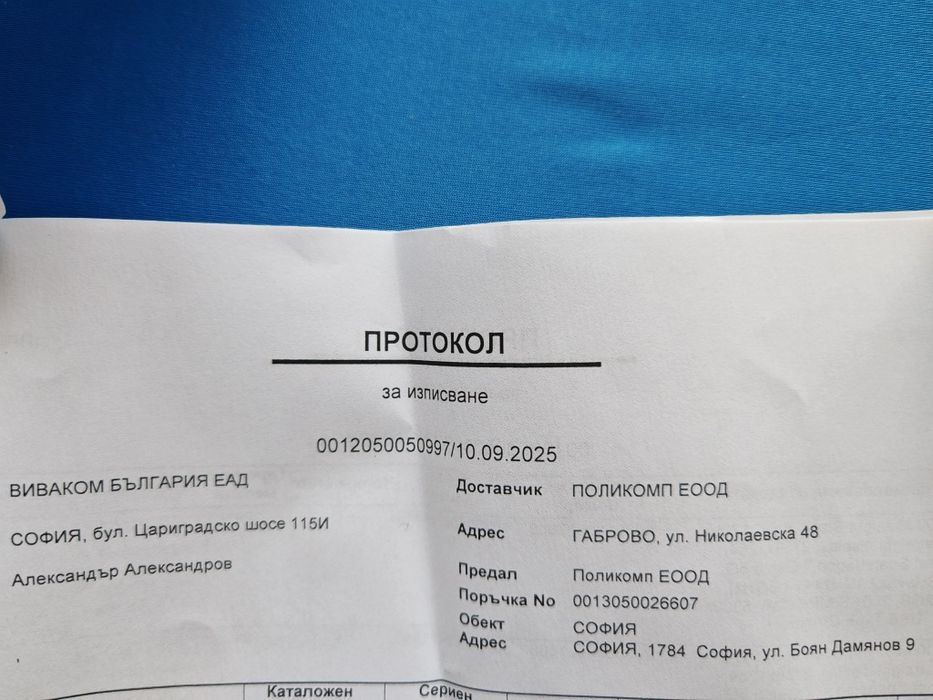 ПРОТОКОЛ
за изписване
0012050050997/10.09.2025
ВИВАКОМ БЪЛГАРИЯ ЕАД
СОФИЯ, бул. Цариградско шосе 115И
Александър Александров
Доставчик ПОЛИКОМП ЕООД
Адрес ГАБРОВО, ул. Николаевска 48
Предал Поликомп ЕООД
Поръчка No 0013050026607
Обект СОФИЯ
Адрес СОФИЯ, 1784 София, ул. Боян Дамянов 9
Каталожен Сериен